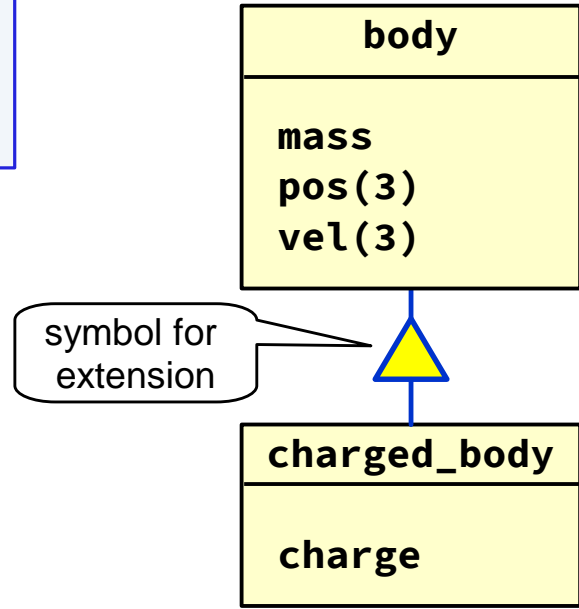 body
mass
pos(3)
vel(3)
symbol for
extension
charged_body
charge